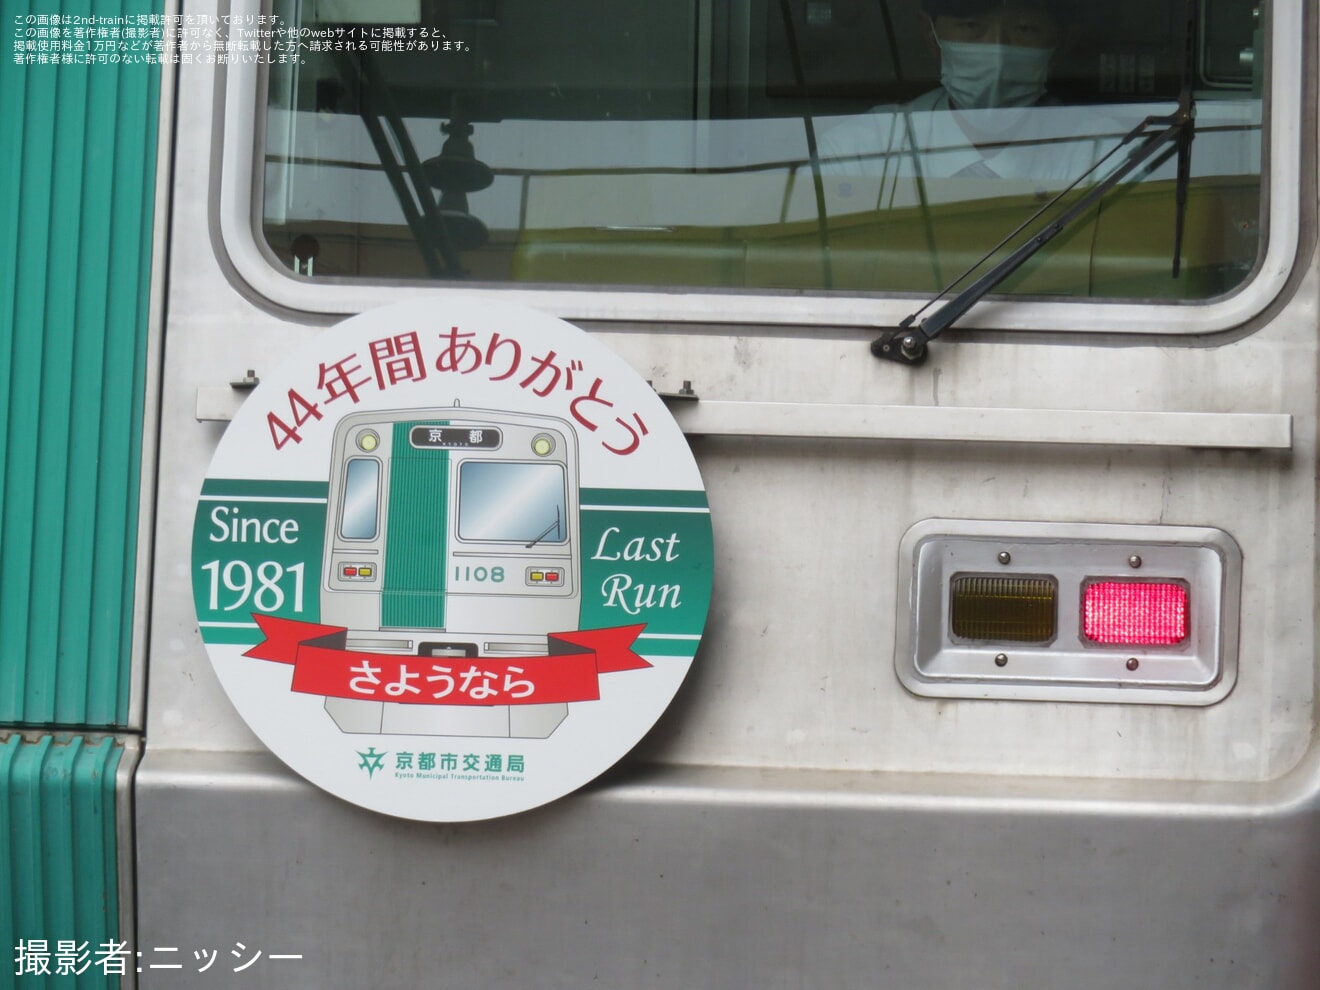 この画像は2nd-trainに掲載許可を頂いております。
この画像を著作権者(撮影者)に許可なく、Twitterや他のwebサイトに掲載すると、
掲載使用料金1万円などが著作者から無断転載した方へ請求される可能性があります。
著作権者様に許可のない転載は固くお断りいたします。
44年間ありがとう
京都
KYOTO
Since
1981
Last
Run
1108
さようなら
京都市交通局
Kyoto Municipal Transportation Bureau
撮影者:ニッシー